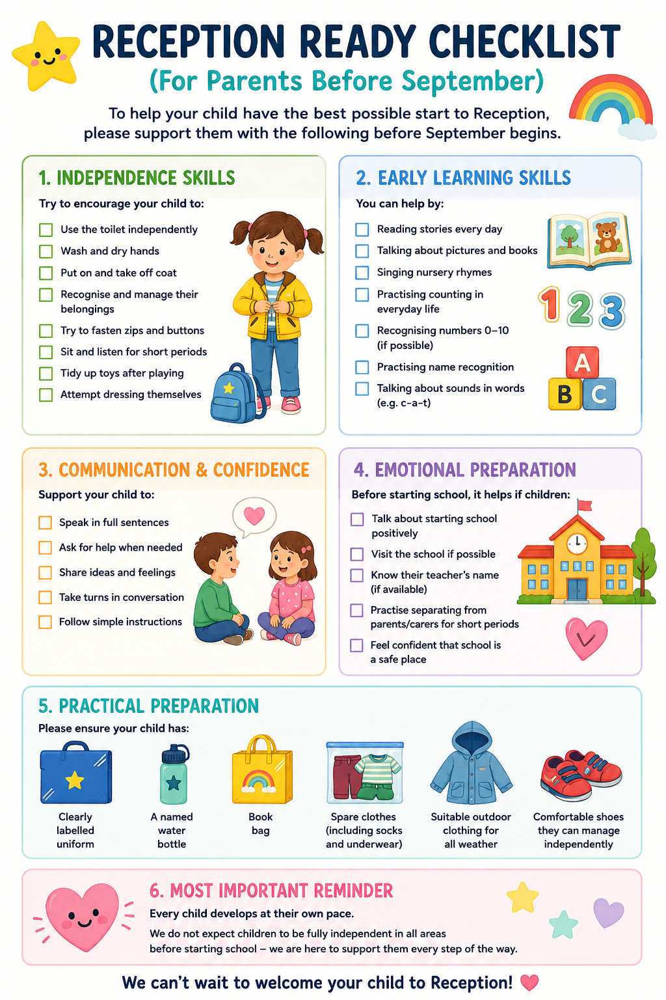 RECEPTION READY CHECKLIST
(For Parents Before September)
To help your child have the best possible start to Reception,
please support them with the following before September begins.
1. INDEPENDENCE SKILLS
Try to encourage your child to:
Use the toilet independently
Wash and dry hands
Put on and take off coat
Recognise and manage their
belongings
Try to fasten zips and buttons
Sit and listen for short periods
Tidy up toys after playing
Attempt dressing themselves
2. EARLY LEARNING SKILLS
You can help by:
Reading stories every day
Talking about pictures and books
Singing nursery rhymes
Practising counting in
everyday life
Recognising numbers 0–10
(if possible)
Practising name recognition
Talking about sounds in words
(e.g. c-a-t)
1 2 3
A
B C
3. COMMUNICATION & CONFIDENCE
Support your child to:
Speak in full sentences
Ask for help when needed
Share ideas and feelings
Take turns in conversation
Follow simple instructions
4. EMOTIONAL PREPARATION
Before starting school, it helps if children:
Talk about starting school
positively
Visit the school if possible
Know their teacher's name
(if available)
Practise separating from
parents/carers for short periods
Feel confident that school is
a safe place
5. PRACTICAL PREPARATION
Please ensure your child has:
Clearly
labelled
uniform
A named
water
bottle
Book
bag
Spare clothes
(including socks
and underwear)
Suitable outdoor
clothing for
all weather
Comfortable shoes
they can manage
independently
6. MOST IMPORTANT REMINDER
Every child develops at their own pace.
We do not expect children to be fully independent in all areas
before starting school – we are here to support them every step of the way.
We can't wait to welcome your child to Reception!